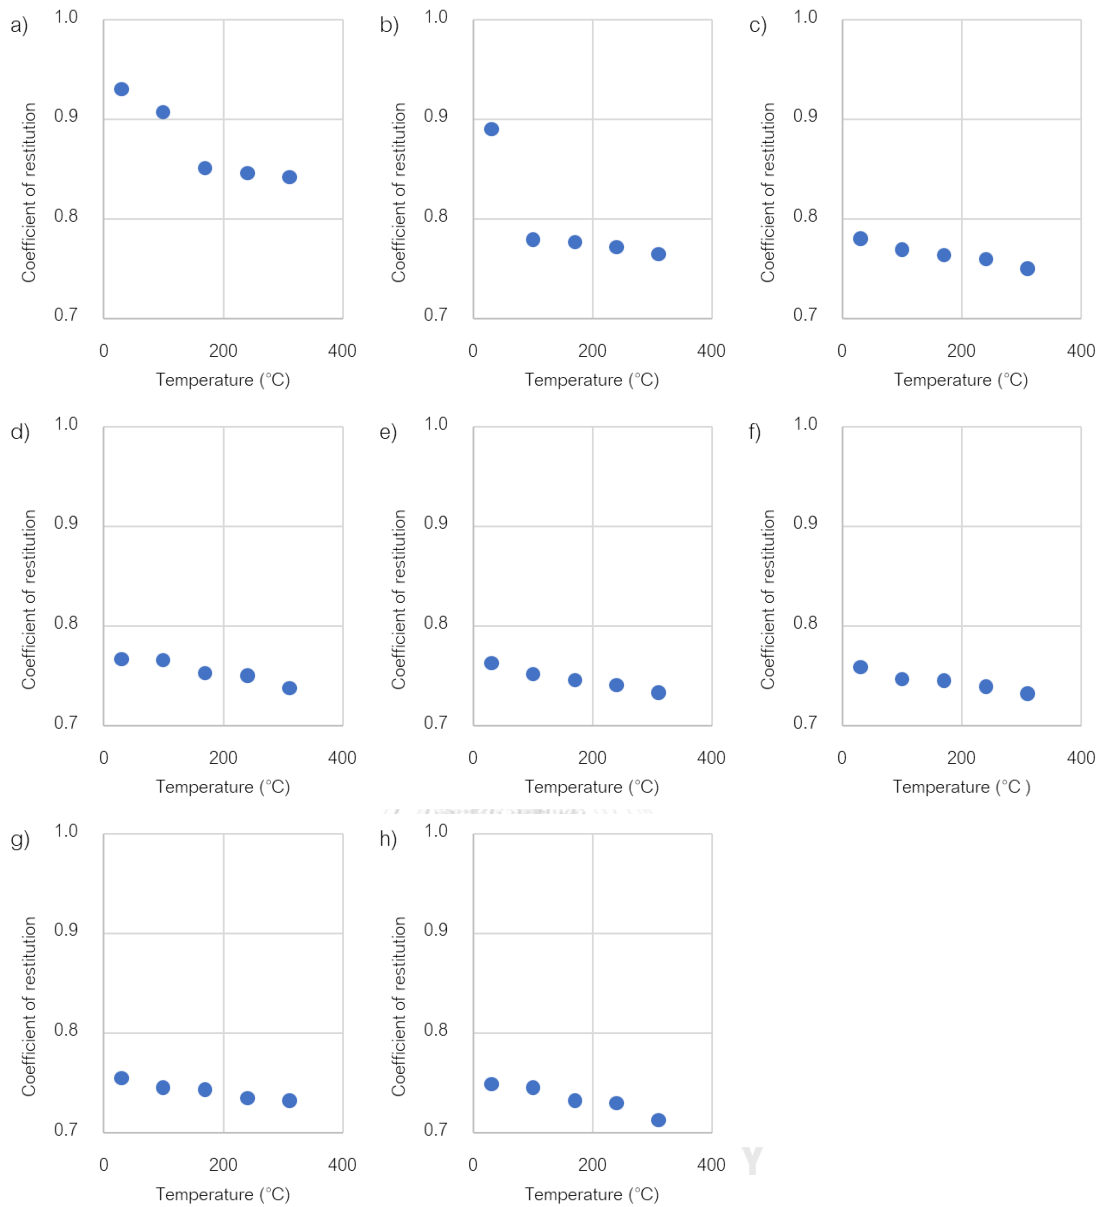 a)
1.0
0.9
0.8
0.7
Coefficient of restitution
0 200 400
Temperature (°C)
b)
1.0
0.9
0.8
0.7
Coefficient of restitution
0 200 400
Temperature (°C)
c)
1.0
0.9
0.8
0.7
Coefficient of restitution
0 200 400
Temperature (°C)
d)
1.0
0.9
0.8
0.7
Coefficient of restitution
0 200 400
Temperature (°C)
e)
1.0
0.9
0.8
0.7
Coefficient of restitution
0 200 400
Temperature (°C)
f)
1.0
0.9
0.8
0.7
Coefficient of restitution
0 200 400
Temperature (°C )
g)
1.0
0.9
0.8
0.7
Coefficient of restitution
0 200 400
Temperature (°C)
h)
1.0
0.9
0.8
0.7
Coefficient of restitution
0 200 400
Temperature (°C)
Y